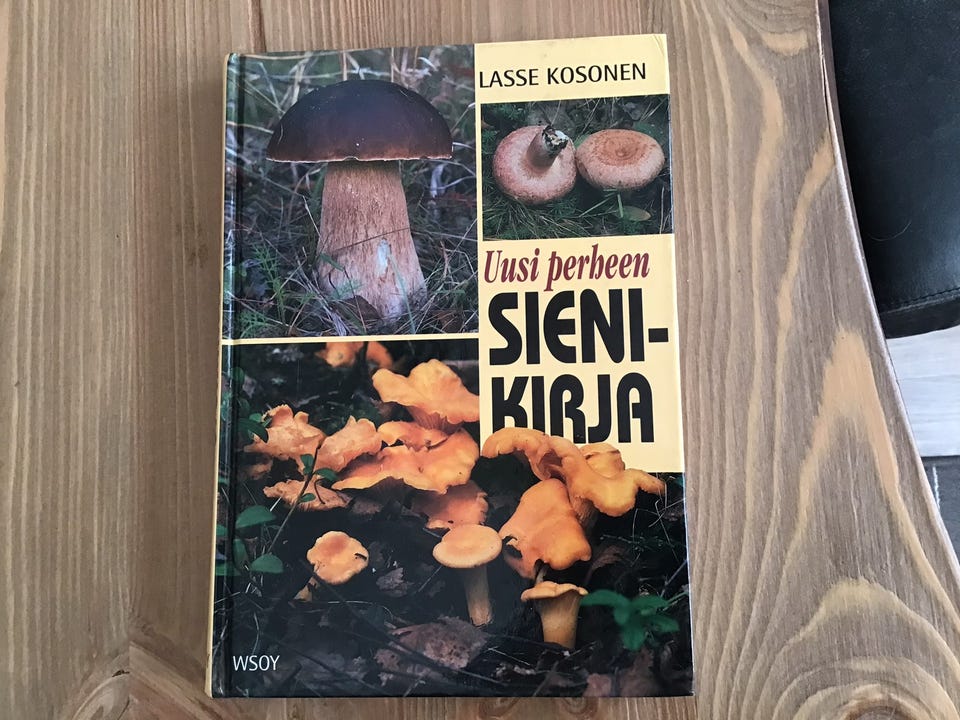 LASSE KOSONEN
Uusi perheen
SIENI-
KIRJA
WSOY